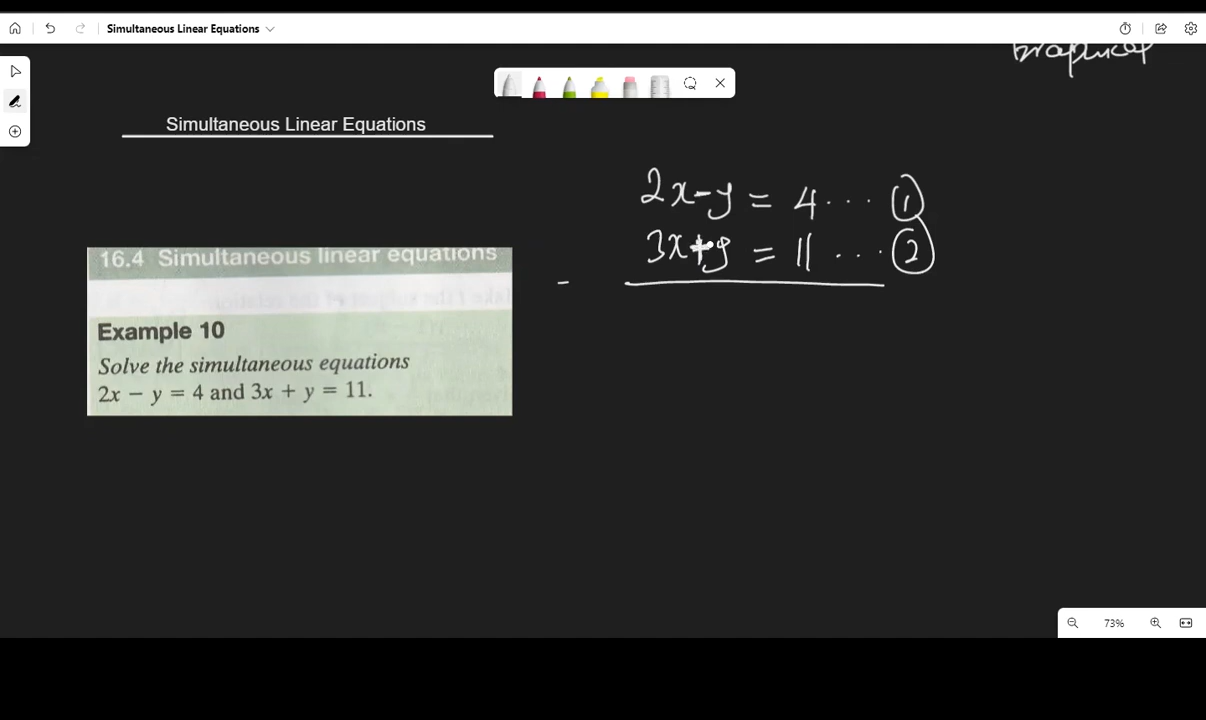 Simultaneous Linear Equations
Graphical
Simultaneous Linear Equations
2x-y = 4 ... ①
3x+y = 11 ... ②
-
16.4 Simultaneous linear equations
Example 10
Solve the simultaneous equations
2x − y = 4 and 3x + y = 11.
73%